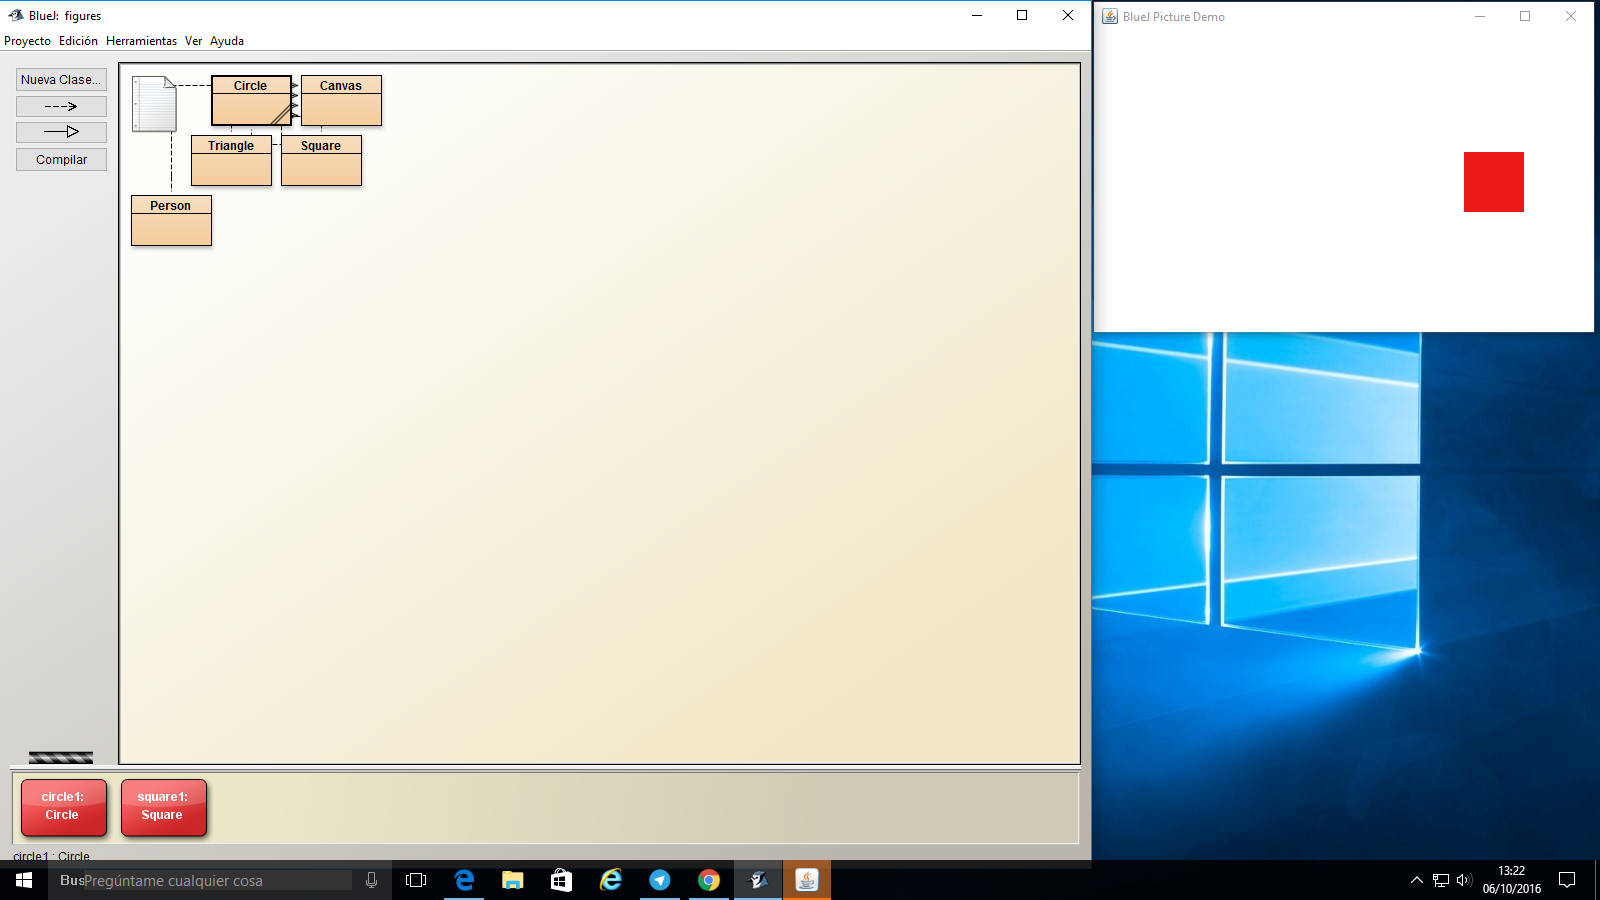 BlueJ: figures
BlueJ Picture Demo
Proyecto Edición Herramientas Ver Ayuda
Nueva Clase...
Compilar
Circle
Canvas
Triangle
Square
Person
circle1:
Circle
square1:
Square
circle1 : Circle
BusPregúntame cualquier cosa
13:22
06/10/2016